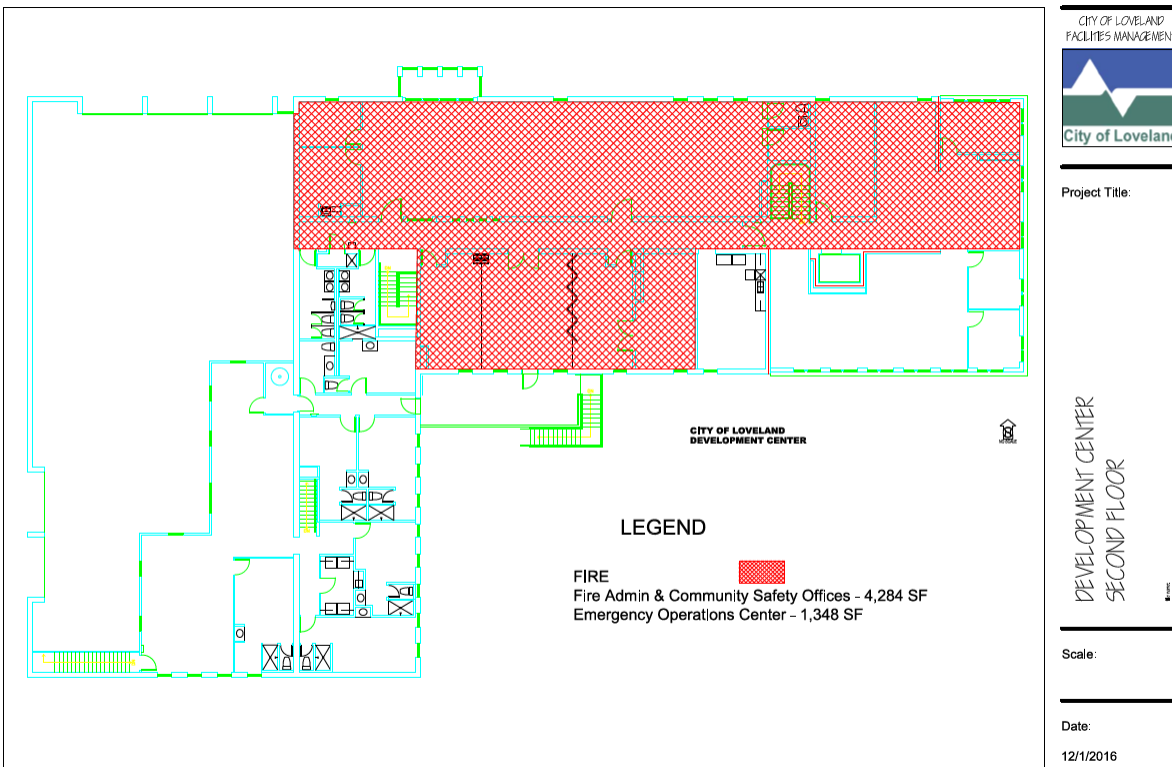 CITY OF LOVELAND
FACILITIES MANAGEMEN
City of Loveland
Project Title:
CITY OF LOVELAND
DEVELOPMENT CENTER
LEGEND
FIRE
Fire Admin & Community Safety Offices - 4,284 SF
Emergency Operations Center - 1,348 SF
DEVELOPMENT CENTER
SECOND FLOOR
Scale:
Date:
12/1/2016